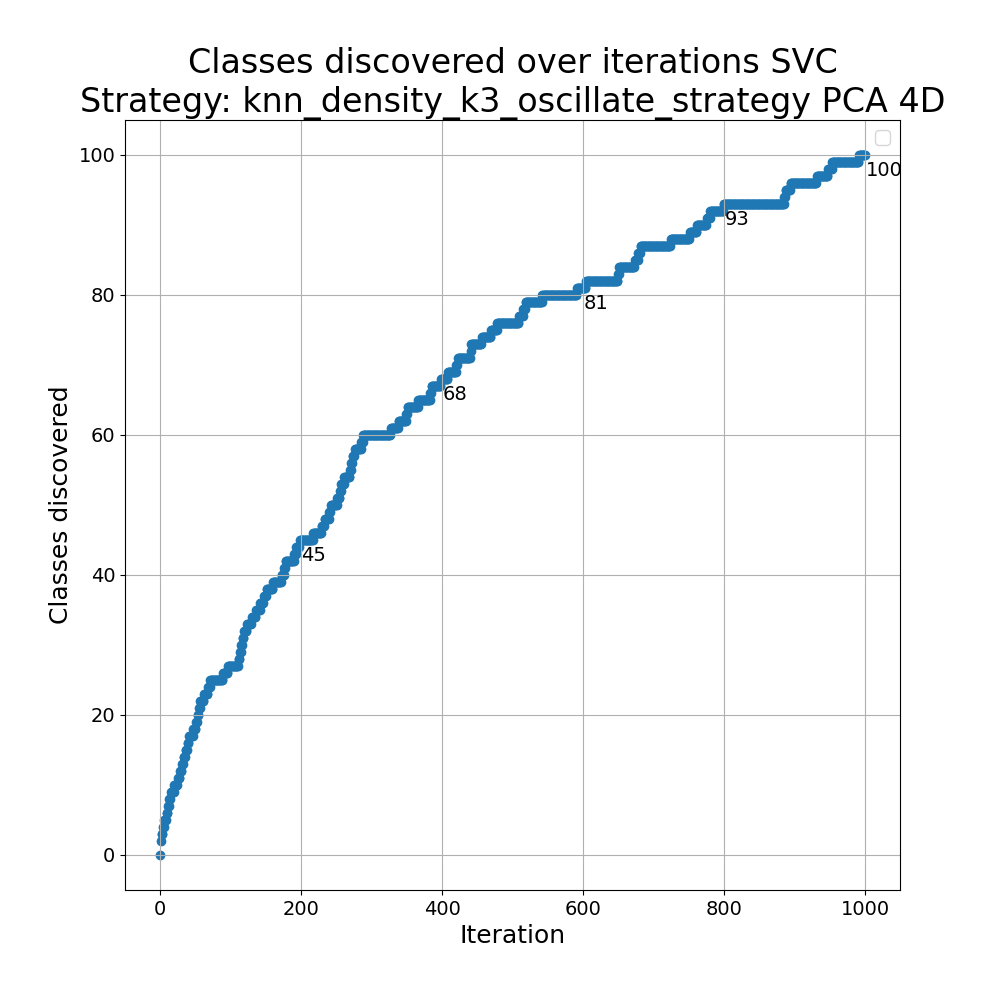 Classes discovered over iterations SVC
Strategy: knn_density_k3_oscillate_strategy PCA 4D
100
80
60
40
20
0
Classes discovered
45
68
81
93
100
0 200 400 600 800 1000
Iteration